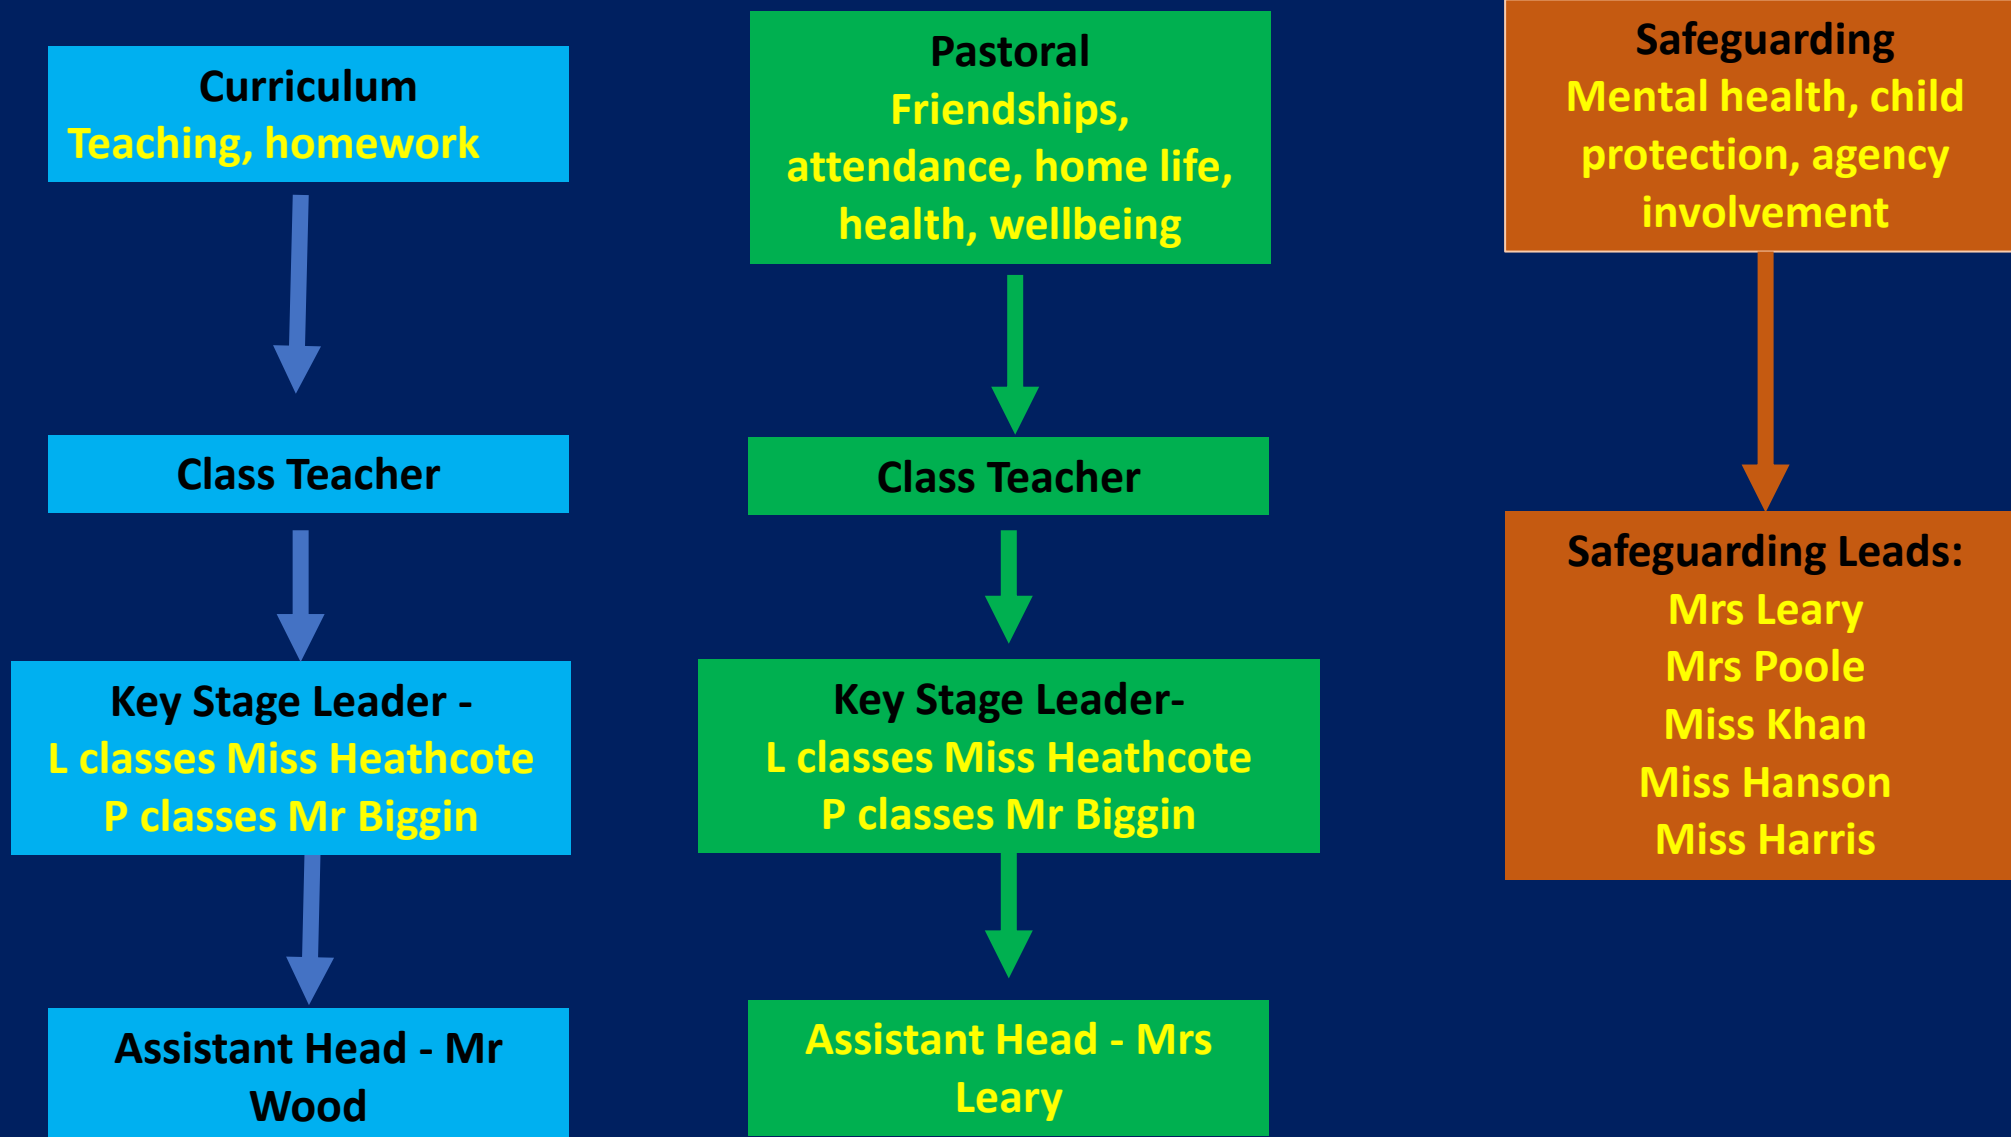 Curriculum
Teaching, homework
Class Teacher
Key Stage Leader -
L classes Miss Heathcote
P classes Mr Biggin
Assistant Head - Mr
Wood
Pastoral
Friendships,
attendance, home life,
health, wellbeing
Class Teacher
Key Stage Leader-
L classes Miss Heathcote
P classes Mr Biggin
Assistant Head - Mrs
Leary
Safeguarding
Mental health, child
protection, agency
involvement
Safeguarding Leads:
Mrs Leary
Mrs Poole
Miss Khan
Miss Hanson
Miss Harris